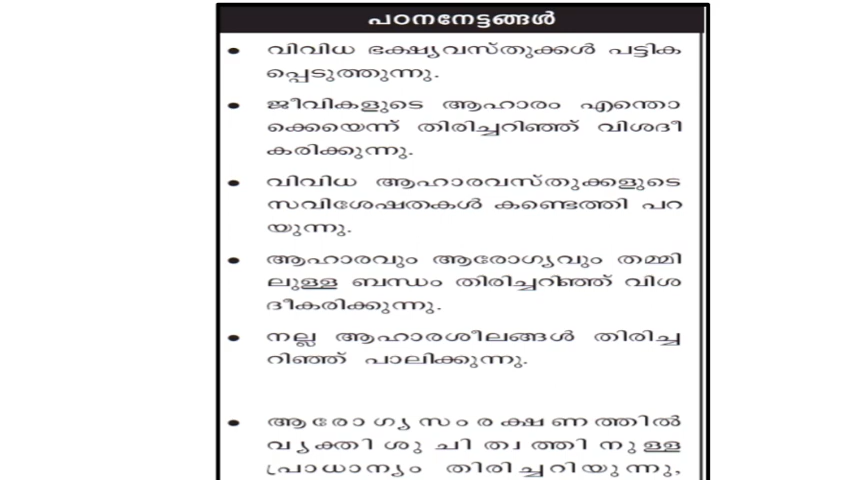 പഠനനേട്ടങ്ങൾ
• വിവിധ ഭക്ഷ്യവസ്തുക്കൾ പട്ടിക
പ്പെടുത്തുന്നു.
• ജീവികളുടെ ആഹാരം എന്തൊ
ക്കെയെന്ന് തിരിച്ചറിഞ്ഞ് വിശദീ
കരിക്കുന്നു.
• വിവിധ ആഹാരവസ്തുക്കളുടെ
സവിശേഷതകൾ കണ്ടെത്തി പറ
യുന്നു.
• ആഹാരവും ആരോഗ്യവും തമ്മി
ലുള്ള ബന്ധം തിരിച്ചറിഞ്ഞ് വിശ
ദീകരിക്കുന്നു.
• നല്ല ആഹാരശീലങ്ങൾ തിരിച്ച
റിഞ്ഞ് പാലിക്കുന്നു.
• ആരോഗ്യസംരക്ഷണത്തിൽ
വ്യക്തിശുചിത്വത്തിനുള്ള
പ്രാധാന്യം തിരിച്ചറിയുന്നു,